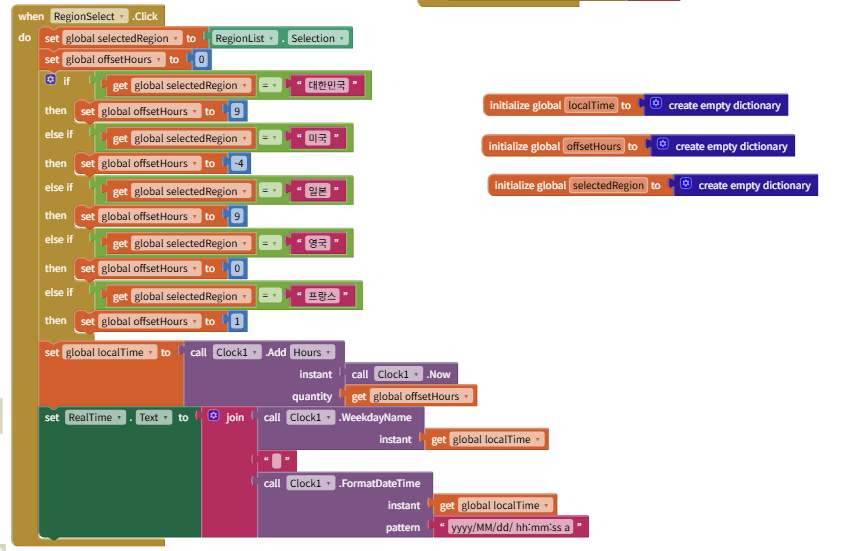 when RegionSelect .Click
do set global selectedRegion to RegionList . Selection
set global offsetHours to 0
if get global selectedRegion = " 대한민국 "
then set global offsetHours to 9
else if get global selectedRegion = " 미국 "
then set global offsetHours to -4
else if get global selectedRegion = " 일본 "
then set global offsetHours to 9
else if get global selectedRegion = " 영국 "
then set global offsetHours to 0
else if get global selectedRegion = " 프랑스 "
then set global offsetHours to 1
set global localTime to call Clock1 .Add Hours
instant call Clock1 .Now
quantity get global offsetHours
set RealTime . Text to join call Clock1 .WeekdayName
instant get global localTime
" "
call Clock1 .FormatDateTime
instant get global localTime
pattern " yyyy/MM/dd/ hh:mm:ss a "
initialize global localTime to create empty dictionary
initialize global offsetHours to create empty dictionary
initialize global selectedRegion to create empty dictionary